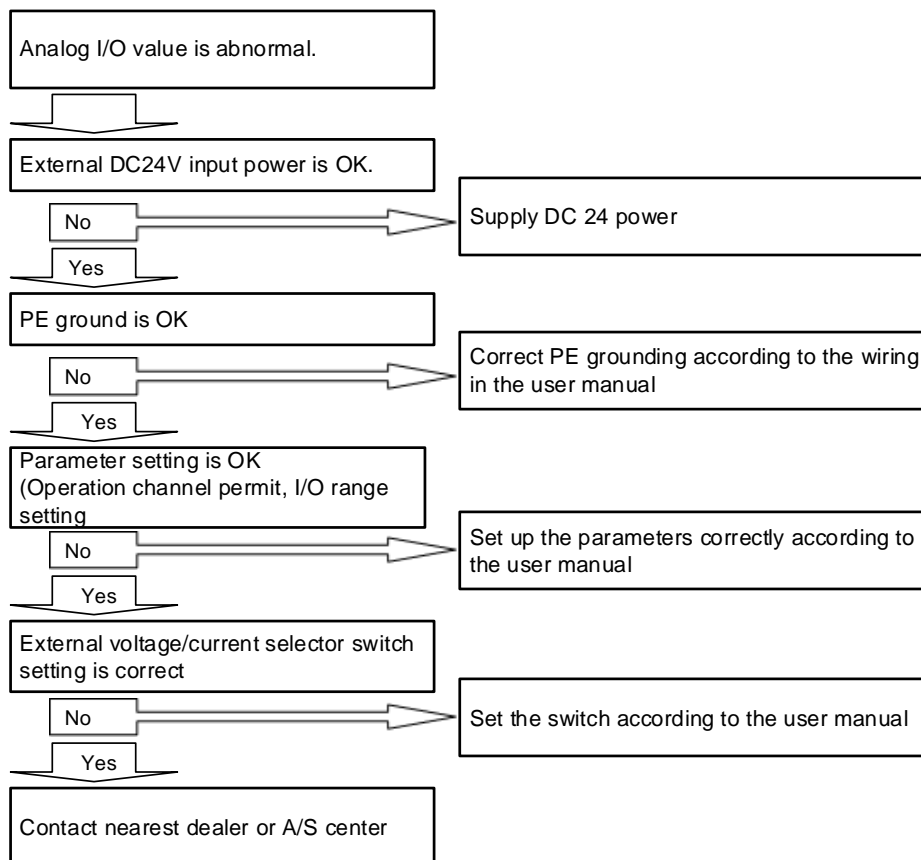 Analog I/O value is abnormal.
External DC24V input power is OK.
No
Supply DC 24 power
Yes
PE ground is OK
No
Correct PE grounding according to the wiring
in the user manual
Yes
Parameter setting is OK
(Operation channel permit, I/O range
setting
No
Set up the parameters correctly according to
the user manual
Yes
External voltage/current selector switch
setting is correct
No
Set the switch according to the user manual
Yes
Contact nearest dealer or A/S center